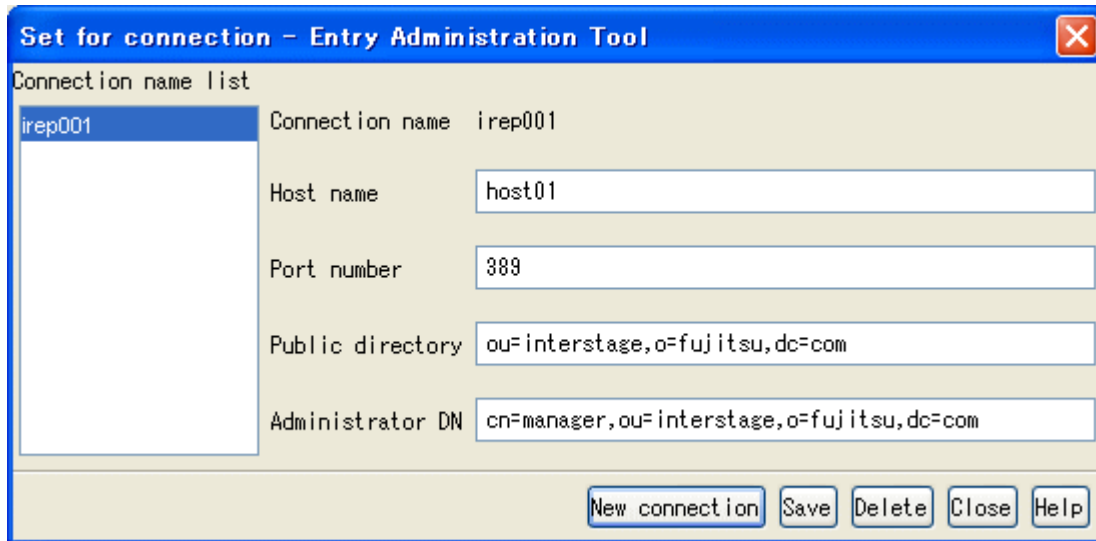 Set for connection - Entry Administration Tool
Connection name list
irep001
Connection name irep001
Host name host01
Port number 389
Public directory ou=interstage,o=fujitsu,dc=com
Administrator DN cn=manager,ou=interstage,o=fujitsu,dc=com
New connection Save Delete Close Help